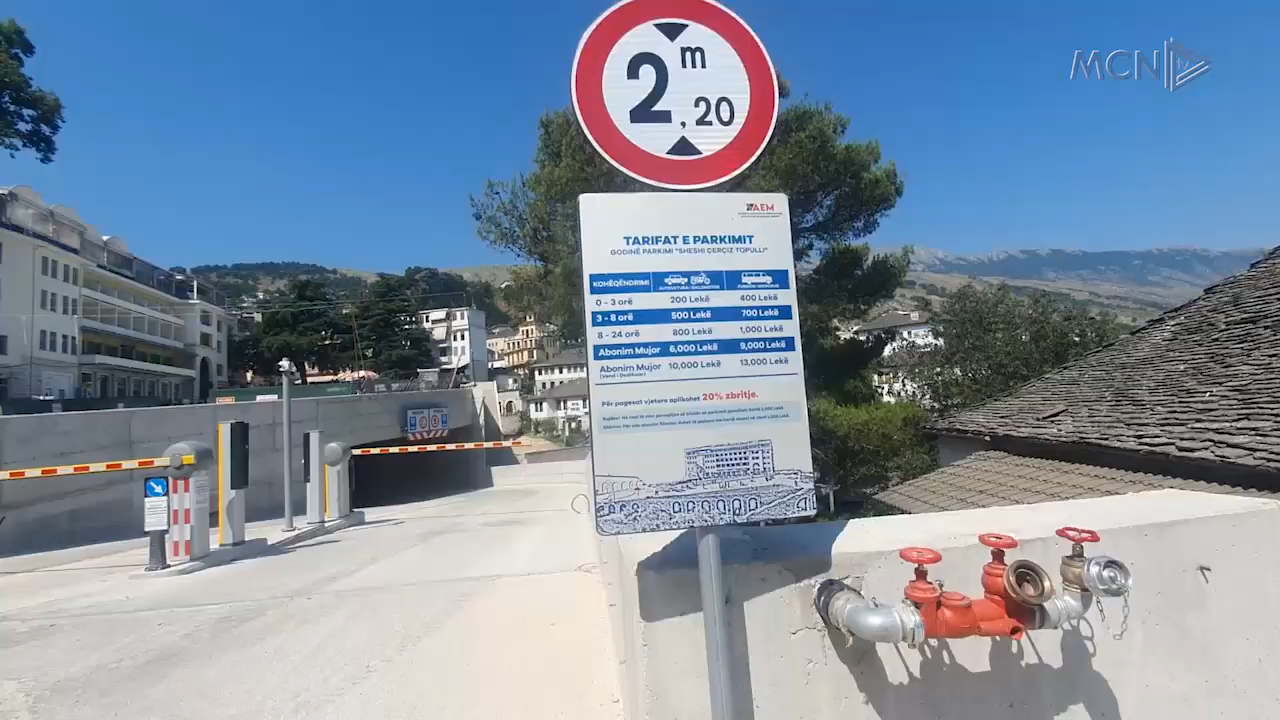 MCN TV
2 m
,20
AEM
TARIFAT E PARKIMIT
GODINË PARKIMI "SHESHI ÇERÇIZ TOPULLI"
KOHËQËNDRIMI
0 - 3 orë 200 Lekë 400 Lekë
3 - 8 orë 500 Lekë 700 Lekë
8 - 24 orë 800 Lekë 1,000 Lekë
Abonim Mujor 6,000 Lekë 9,000 Lekë
Abonim Mujor 10,000 Lekë 13,000 Lekë
Për pagesat vjetore aplikohet 20% zbritje.